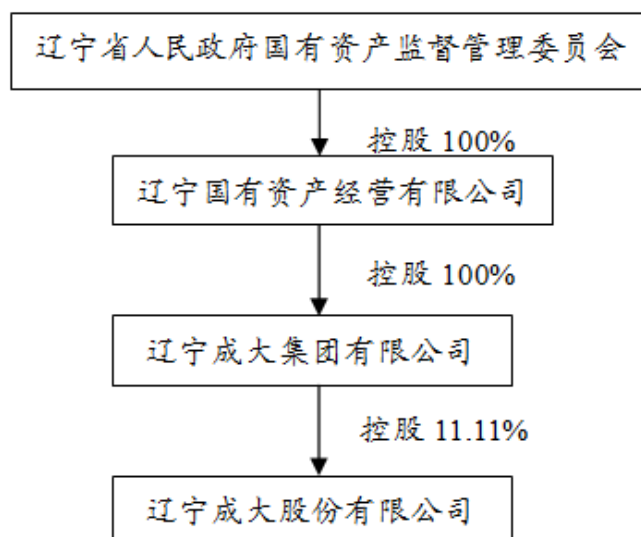 辽宁省人民政府国有资产监督管理委员会
控股 100%
辽宁国有资产经营有限公司
控股 100%
辽宁成大集团有限公司
控股 11.11%
辽宁成大股份有限公司